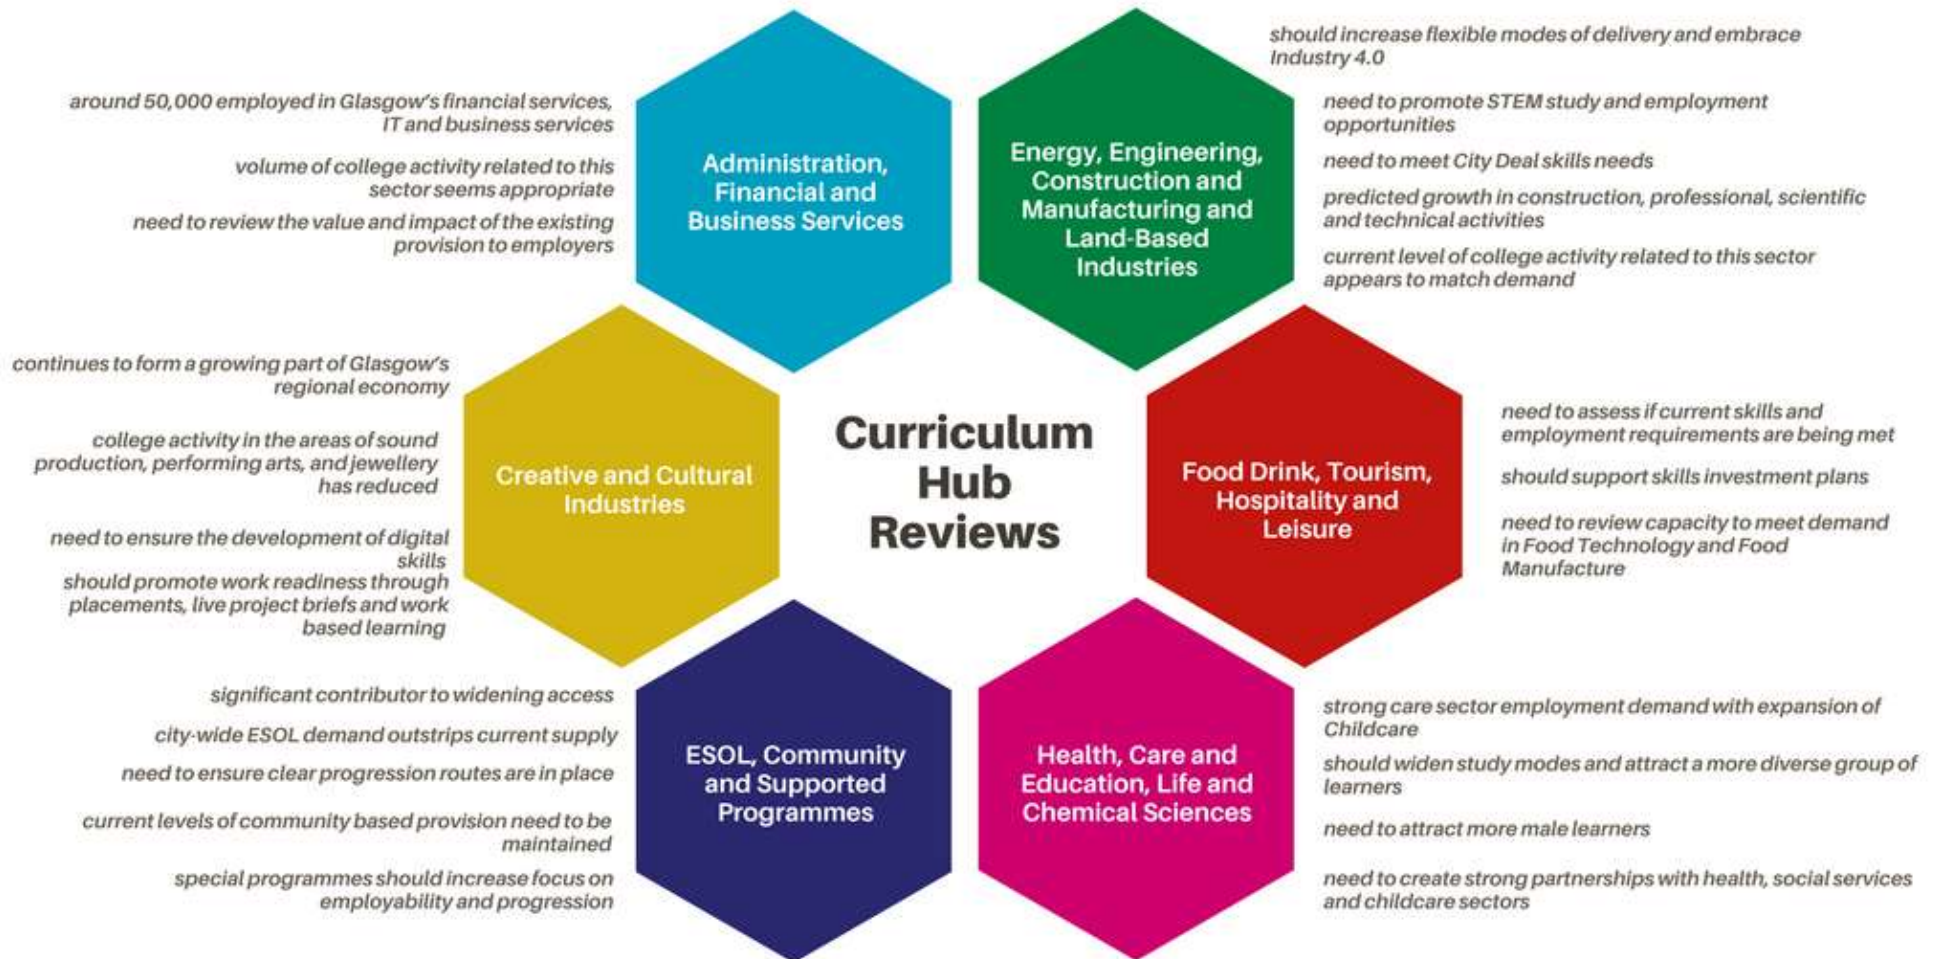 around 50,000 employed in Glasgow's financial services,
IT and business services
volume of college activity related to this
sector seems appropriate
need to review the value and impact of the existing
provision to employers
Administration,
Financial and
Business Services
Energy, Engineering,
Construction and
Manufacturing and
Land-Based
Industries
should increase flexible modes of delivery and embrace
Industry 4.0
need to promote STEM study and employment
opportunities
need to meet City Deal skills needs
predicted growth in construction, professional, scientific
and technical activities
current level of college activity related to this sector
appears to match demand
continues to form a growing part of Glasgow's
regional economy
college activity in the areas of sound
production, performing arts, and jewellery
has reduced
need to ensure the development of digital
skills
should promote work readiness through
placements, live project briefs and work
based learning
Creative and Cultural
Industries
Curriculum
Hub
Reviews
Food Drink, Tourism,
Hospitality and
Leisure
need to assess if current skills and
employment requirements are being met
should support skills investment plans
need to review capacity to meet demand
in Food Technology and Food
Manufacture
significant contributor to widening access
city-wide ESOL demand outstrips current supply
need to ensure clear progression routes are in place
current levels of community based provision need to be
maintained
special programmes should increase focus on
employability and progression
ESOL, Community
and Supported
Programmes
Health, Care and
Education, Life and
Chemical Sciences
strong care sector employment demand with expansion of
Childcare
should widen study modes and attract a more diverse group of
learners
need to attract more male learners
need to create strong partnerships with health, social services
and childcare sectors